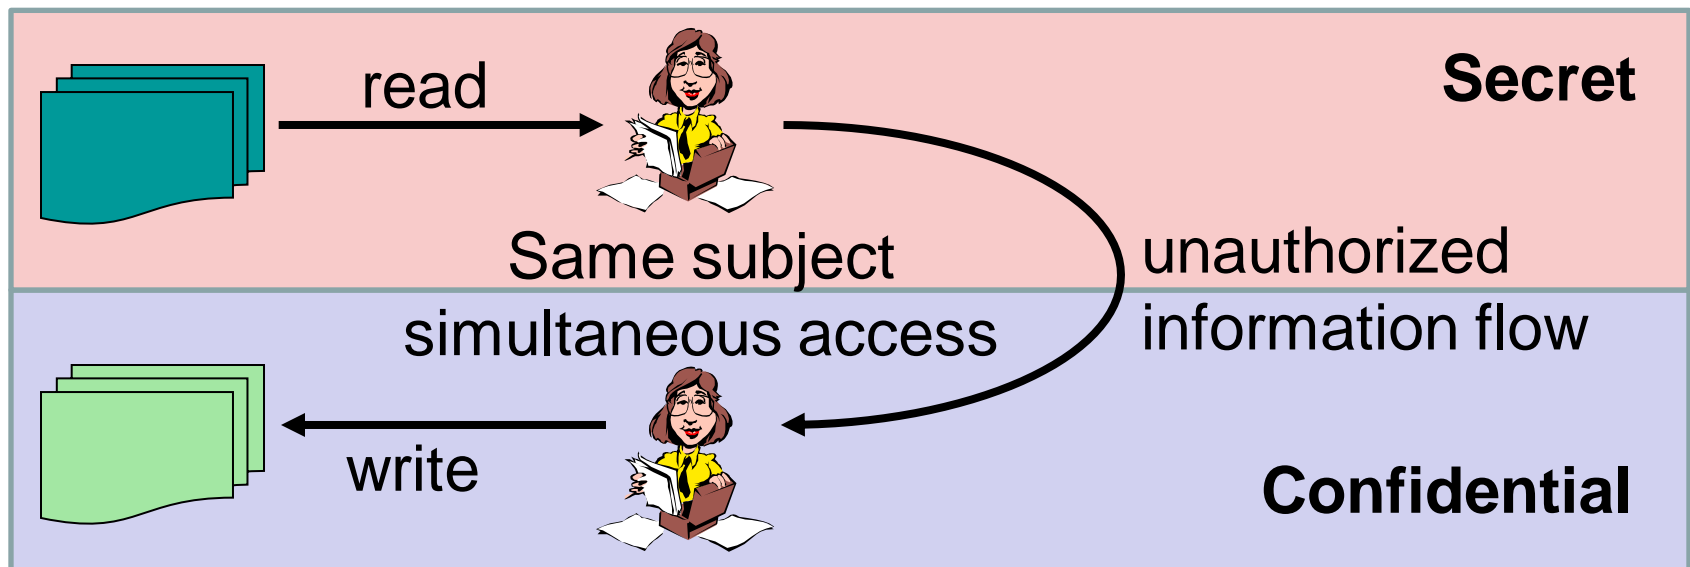 read
Secret
Same subject
simultaneous access
unauthorized
information flow
write
Confidential